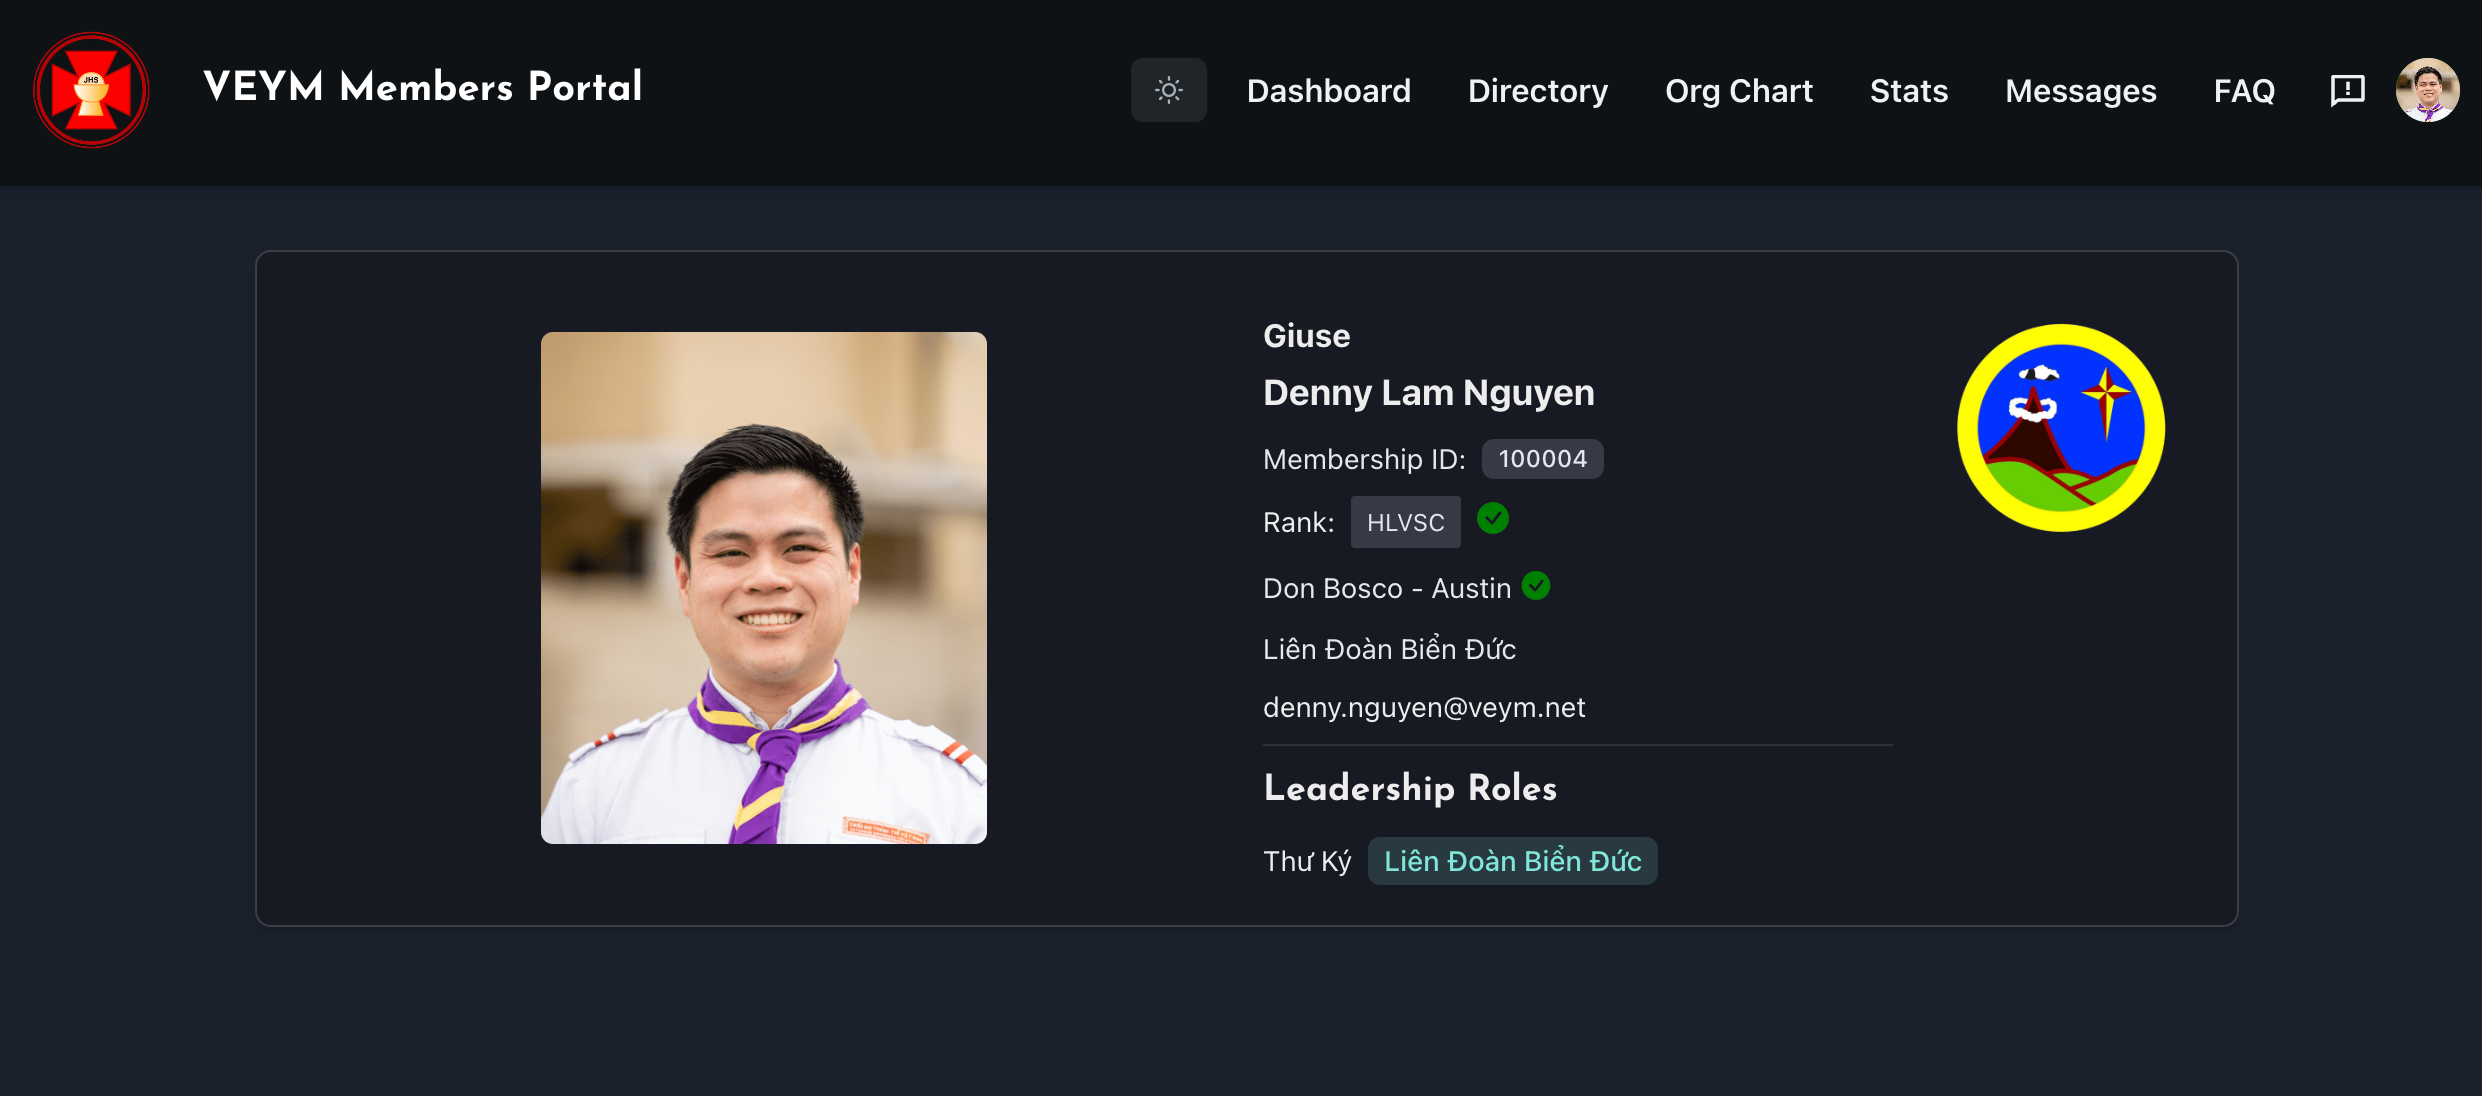 JHS
VEYM Members Portal
Dashboard
Directory
Org Chart
Stats
Messages
FAQ
Giuse
Denny Lam Nguyen
Membership ID: 100004
Rank: HLVSC
Don Bosco - Austin
Liên Đoàn Biển Đức
denny.nguyen@veym.net
Leadership Roles
Thư Ký Liên Đoàn Biển Đức